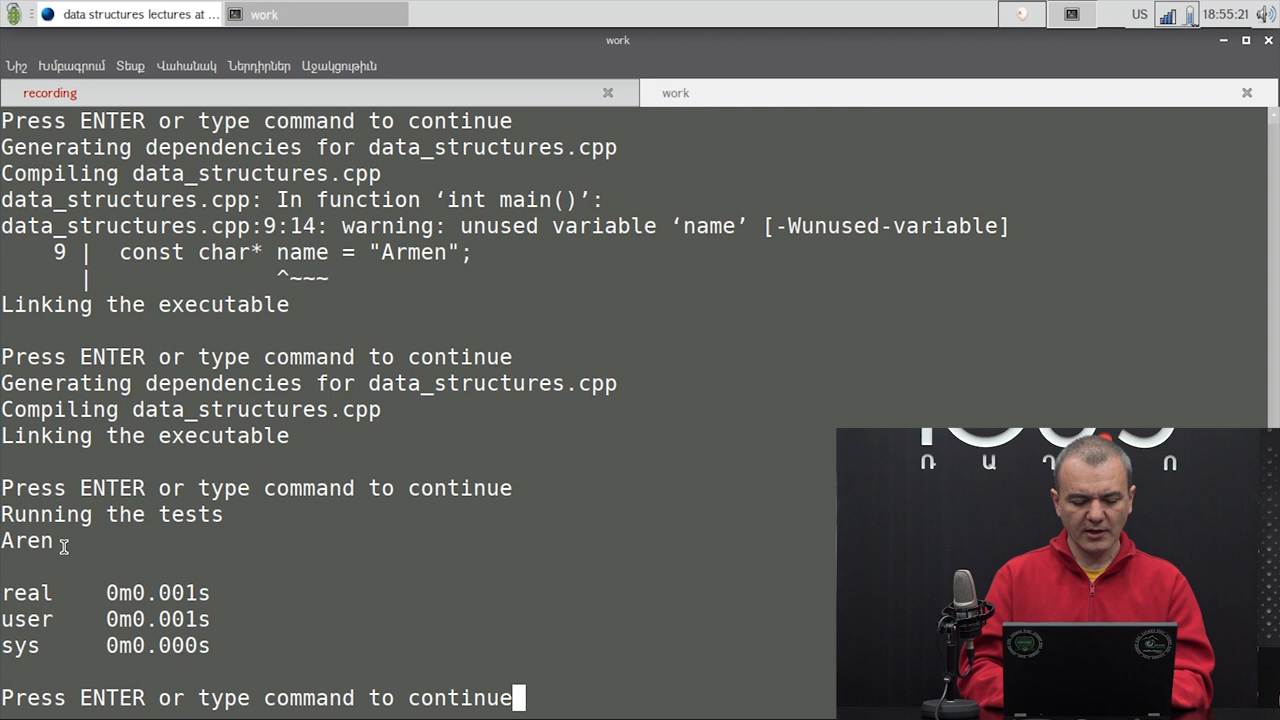 data structures lectures at ...
work
US
18:55:21
work
Նիշ Խմբագրում Տեսք Վահանակ Ներդիրներ Աջակցութիւն
recording
work
Press ENTER or type command to continue
Generating dependencies for data_structures.cpp
Compiling data_structures.cpp
data_structures.cpp: In function ‘int main()’:
data_structures.cpp:9:14: warning: unused variable ‘name’ [-Wunused-variable]
9 | const char* name = "Armen";
| ^~~~
Linking the executable
Press ENTER or type command to continue
Generating dependencies for data_structures.cpp
Compiling data_structures.cpp
Linking the executable
Press ENTER or type command to continue
Running the tests
Aren
real 0m0.001s
user 0m0.001s
sys 0m0.000s
Press ENTER or type command to continue